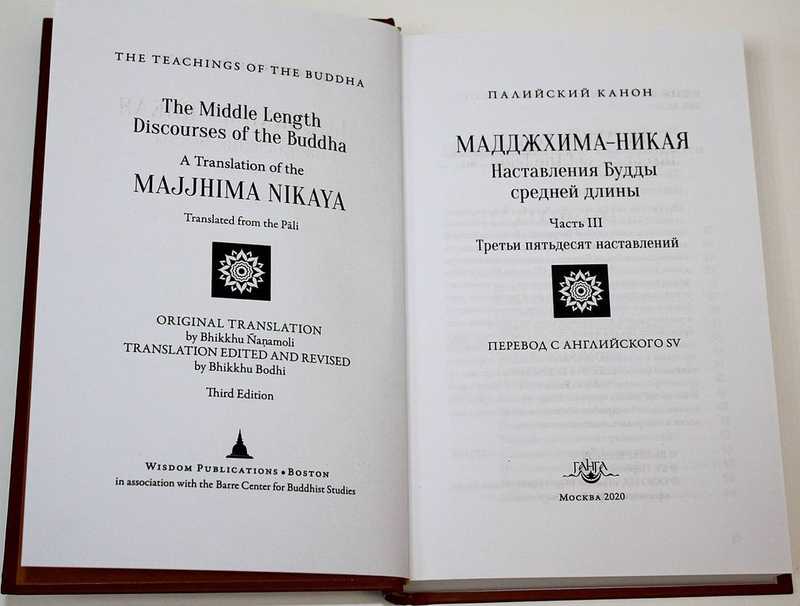 THE TEACHINGS OF THE BUDDHA
The Middle Length
Discourses of the Buddha
A Translation of the
MAJJHIMA NIKAYA
Translated from the Pāli
ORIGINAL TRANSLATION
by Bhikkhu Ñaṇamoli
TRANSLATION EDITED AND REVISED
by Bhikkhu Bodhi
Third Edition
WISDOM PUBLICATIONS • BOSTON
in association with the Barre Center for Buddhist Studies
ПАЛИЙСКИЙ КАНОН
МАДДЖХИМА-НИКАЯ
Наставления Будды
средней длины
Часть III
Третьи пятьдесят наставлений
ПЕРЕВОД С АНГЛИЙСКОГО SV
ГАНГА
МОСКВА 2020